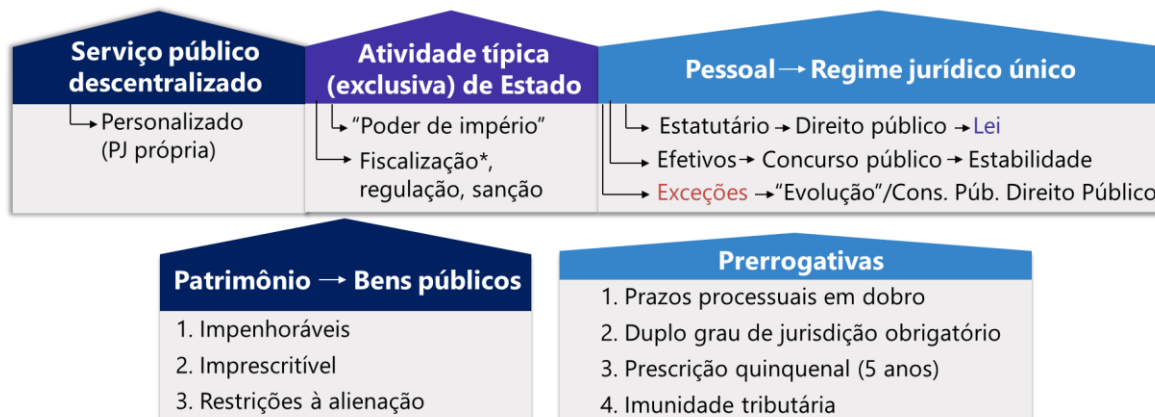 Serviço público
descentralizado
Personalizado
(PJ própria)
Atividade típica
(exclusiva) de Estado
"Poder de império"
Fiscalização*,
regulação, sanção
Pessoal → Regime jurídico único
Estatutário → Direito público → Lei
Efetivos → Concurso público → Estabilidade
Exceções → "Evolução"/Cons. Púb. Direito Público
Patrimônio → Bens públicos
1. Impenhoráveis
2. Imprescritível
3. Restrições à alienação
Prerrogativas
1. Prazos processuais em dobro
2. Duplo grau de jurisdição obrigatório
3. Prescrição quinquenal (5 anos)
4. Imunidade tributária